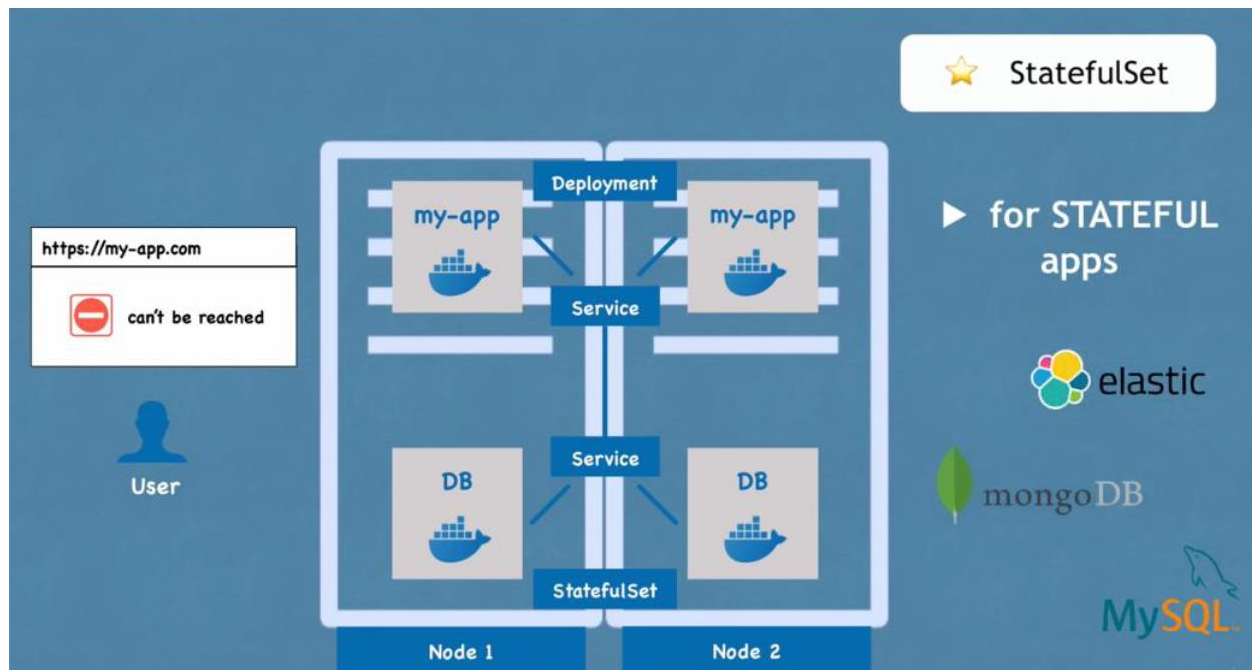 StatefulSet
for STATEFUL
apps
elastic
mongoDB
MySQL
https://my-app.com
can't be reached
User
Deployment
my-app
my-app
Service
Service
DB
DB
StatefulSet
Node 1
Node 2